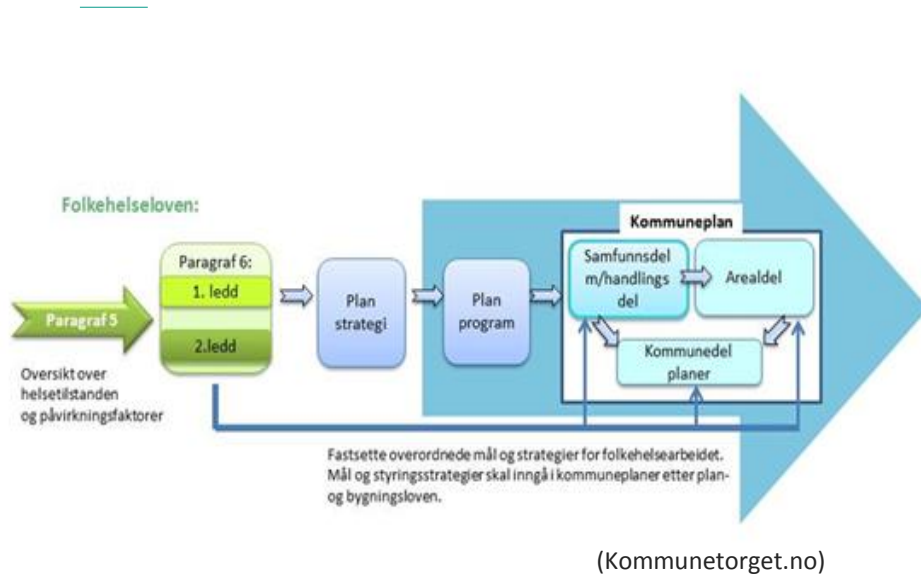 Folkehelseloven:
Kommuneplan
Paragraf 5
Oversikt over
helsetilstanden
og påvirkningsfaktorer
Paragraf 6:
1. ledd
2.ledd
Plan
strategi
Plan
program
Samfunnsdel
m/handlings
del
Arealdel
Kommunedel
planer
Fastsette overordnede mål og strategier for folkehelsearbeidet.
Mål og styringsstrategier skal inngå i kommuneplaner etter plan-
og bygningsloven.
(Kommunetorget.no)